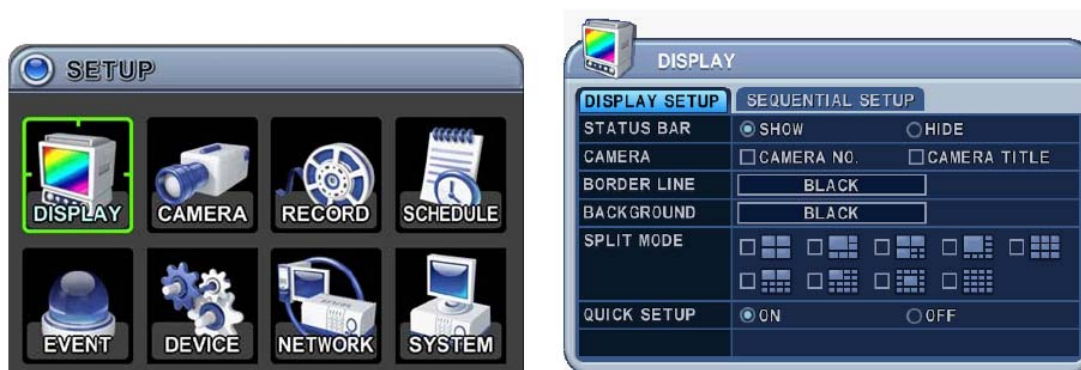 SETUP
DISPLAY CAMERA RECORD SCHEDULE
EVENT DEVICE NETWORK SYSTEM
DISPLAY
DISPLAY SETUP SEQUENTIAL SETUP
STATUS BAR SHOW HIDE
CAMERA CAMERA NO. CAMERA TITLE
BORDER LINE BLACK
BACKGROUND BLACK
SPLIT MODE
QUICK SETUP ON OFF